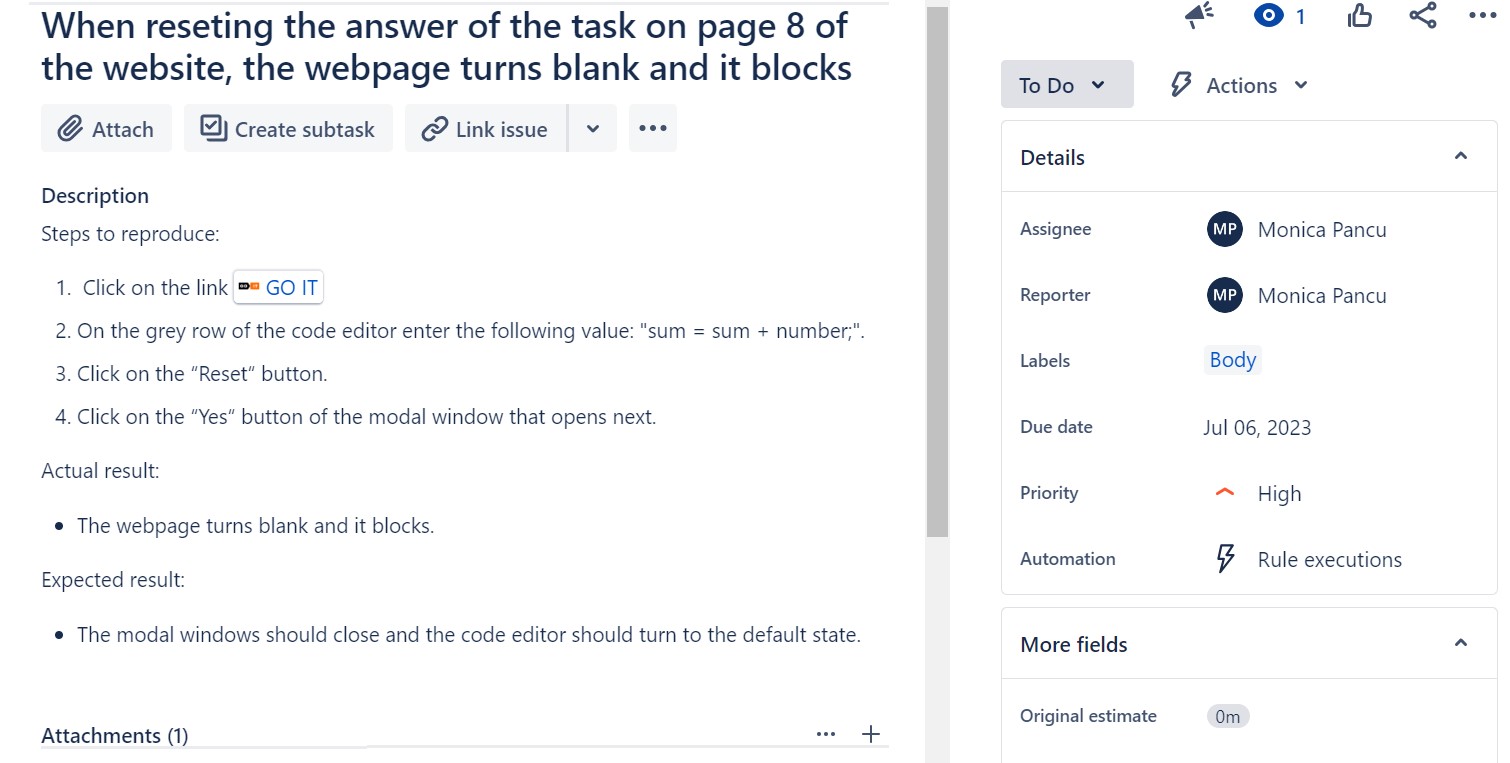 When resetting the answer of the task on page 8 of
the website, the webpage turns blank and it blocks
Attach
Create subtask
Link issue
Description
Steps to reproduce:
1. Click on the link GO IT
2. On the grey row of the code editor enter the following value: "sum = sum + number;".
3. Click on the “Reset“ button.
4. Click on the “Yes“ button of the modal window that opens next.
Actual result:
• The webpage turns blank and it blocks.
Expected result:
• The modal windows should close and the code editor should turn to the default state.
Attachments (1)
1
To Do
Actions
Details
Assignee MP Monica Pancu
Reporter MP Monica Pancu
Labels Body
Due date Jul 06, 2023
Priority High
Automation Rule executions
More fields
Original estimate 0m